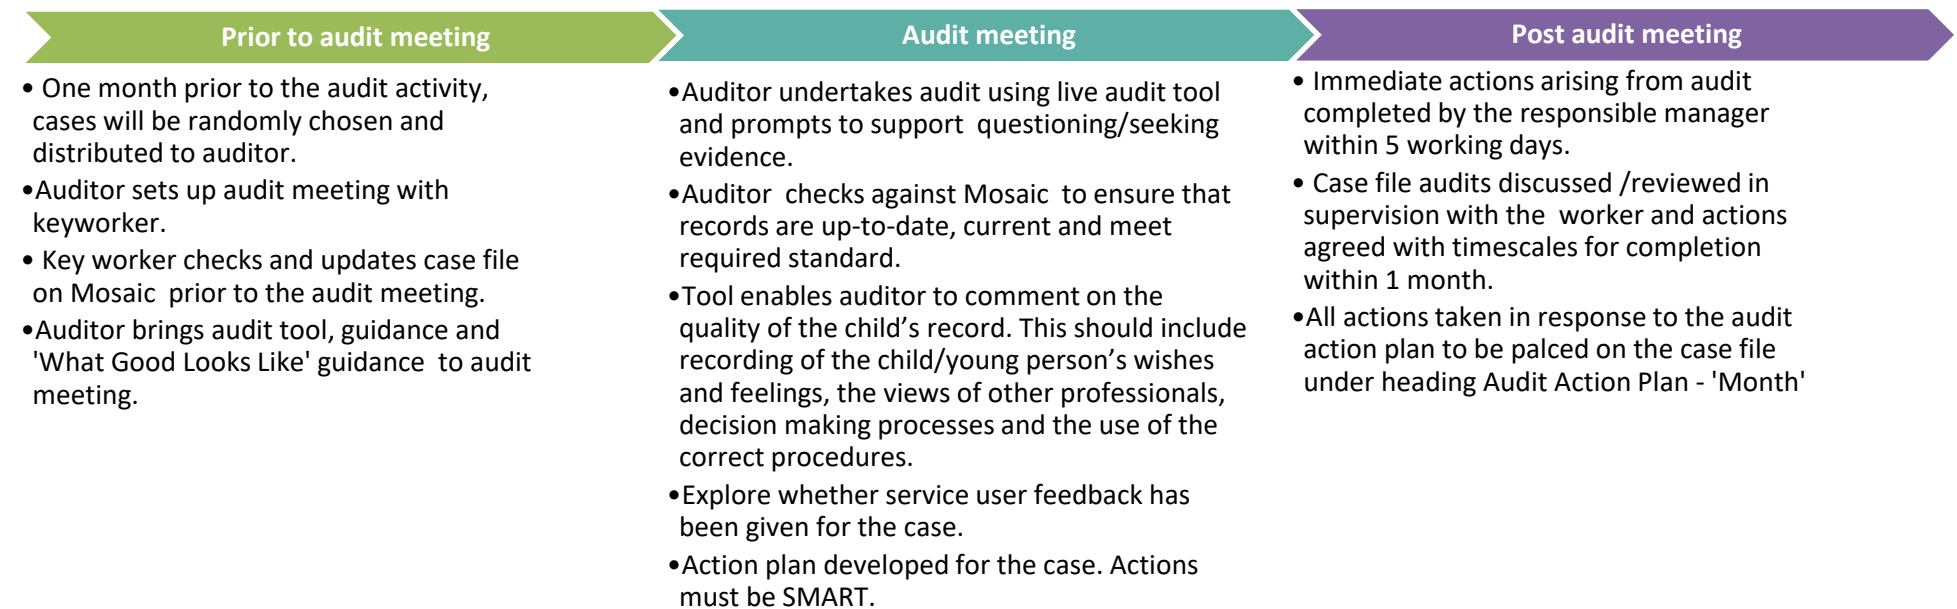 Prior to audit meeting
• One month prior to the audit activity,
cases will be randomly chosen and
distributed to auditor.
•Auditor sets up audit meeting with
keyworker.
• Key worker checks and updates case file
on Mosaic prior to the audit meeting.
•Auditor brings audit tool, guidance and
'What Good Looks Like' guidance to audit
meeting.
Audit meeting
•Auditor undertakes audit using live audit tool
and prompts to support questioning/seeking
evidence.
•Auditor checks against Mosaic to ensure that
records are up-to-date, current and meet
required standard.
•Tool enables auditor to comment on the
quality of the child’s record. This should include
recording of the child/young person’s wishes
and feelings, the views of other professionals,
decision making processes and the use of the
correct procedures.
•Explore whether service user feedback has
been given for the case.
•Action plan developed for the case. Actions
must be SMART.
Post audit meeting
• Immediate actions arising from audit
completed by the responsible manager
within 5 working days.
• Case file audits discussed /reviewed in
supervision with the worker and actions
agreed with timescales for completion
within 1 month.
•All actions taken in response to the audit
action plan to be palced on the case file
under heading Audit Action Plan - 'Month'